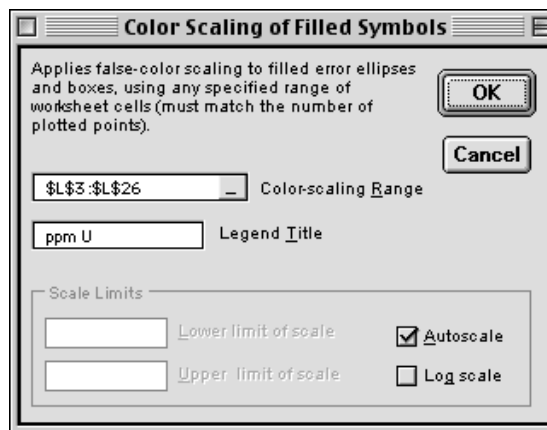 Color Scaling of Filled Symbols
Applies false-color scaling to filled error ellipses
and boxes, using any specified range of
worksheet cells (must match the number of
plotted points).
OK
Cancel
$L$3:$L$26 _ Color-scaling Range
ppm U Legend Title
Scale Limits
Lower limit of scale
Autoscale
Upper limit of scale
Log scale